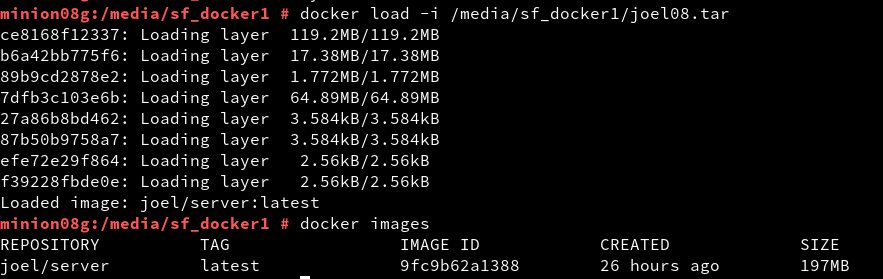 minion08g:/media/sf_docker1 # docker load -i /media/sf_docker1/joel08.tar
ce8168f12337: Loading layer  119.2MB/119.2MB
b6a42bb775f6: Loading layer  17.38MB/17.38MB
89b9cd2878e2: Loading layer  1.772MB/1.772MB
7dfb3c103e6b: Loading layer  64.89MB/64.89MB
27a86b8bd462: Loading layer  3.584kB/3.584kB
87b50b9758a7: Loading layer  3.584kB/3.584kB
efe72e29f864: Loading layer   2.56kB/2.56kB
f39228fbde0e: Loading layer   2.56kB/2.56kB
Loaded image: joel/server:latest
minion08g:/media/sf_docker1 # docker images
REPOSITORY          TAG                 IMAGE ID            CREATED             SIZE
joel/server         latest              9fc9b62a1388        26 hours ago        197MB